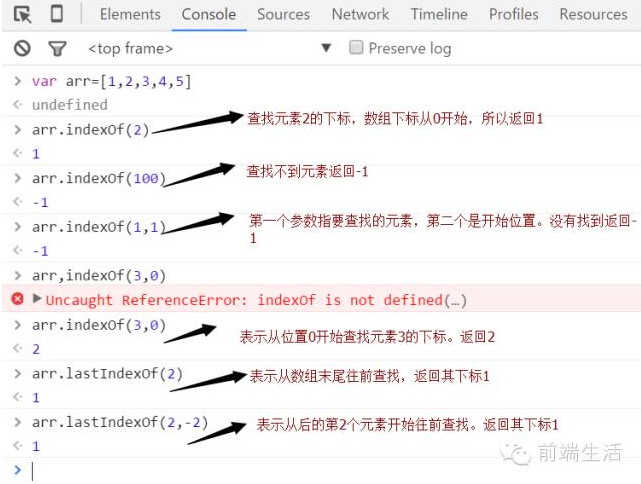 Elements Console Sources Network Timeline Profiles Resources
<top frame> Preserve log
var arr=[1,2,3,4,5]
undefined
arr.indexOf(2)
查找元素2的下标，数组下标从0开始，所以返回1
1
arr.indexOf(100)
查找不到元素返回-1
-1
arr.indexOf(1,1)
第一个参数指要查找的元素，第二个是开始位置。没有找到返回-
1
-1
arr,indexOf(3,0)
Uncaught ReferenceError: indexOf is not defined(…)
arr.indexOf(3,0)
表示从位置0开始查找元素3的下标。返回2
2
arr.lastIndexOf(2)
表示从数组末尾往前查找，返回其下标1
1
arr.lastIndexOf(2,-2)
表示从后的第2个元素开始往前查找。返回其下标1
1
前端生活